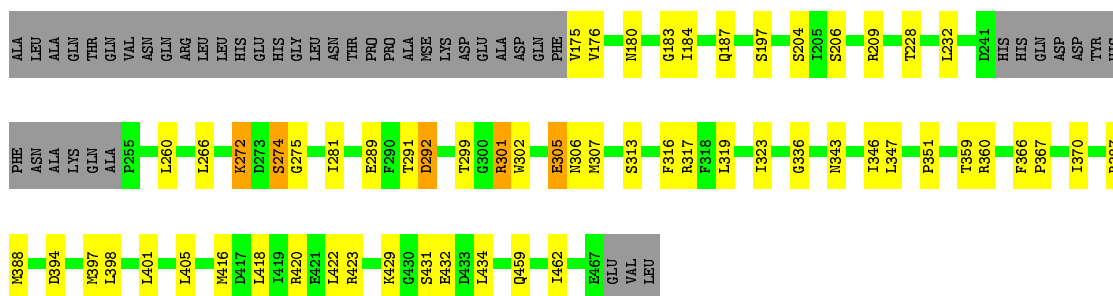 ALA LEU ALA GLN THR GLN VAL ASN GLN ARG LEU LEU HIS GLU HIS GLY LEU ASN THR PRO PRO ALA MSE LYS ASP GLU ALA ASP GLN PHE V175 V176 N180 G183 I184 Q187 S197 S204 I205 S206 R209 T228 L232 D241 HIS HIS GLN ASP ASP TYR
PHE ASN ALA LYS GLN ALA P255 L260 L266 K272 D273 S274 G275 I281 E289 F290 T291 D292 T299 G300 R301 W302 E305 N306 M307 S313 F316 R317 F318 L319 I323 G336 N343 I346 L347 P351 T359 R360 F366 P367 I370
M388 D394 M397 L398 L401 L405 M416 D417 L418 I419 R420 E421 L422 R423 K429 G430 S431 E432 D433 L434 Q459 I462 E467 GLU VAL LEU